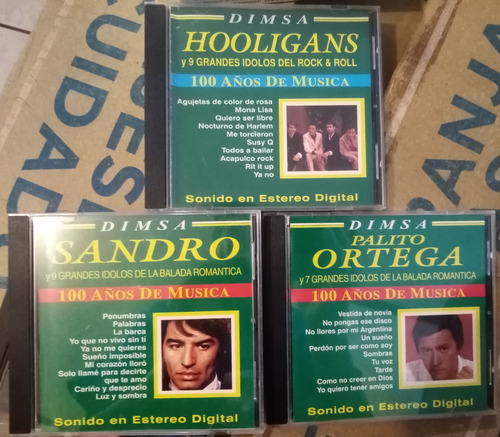 DIMSA
HOOLIGANS
y 9 GRANDES IDOLOS DEL ROCK & ROLL
100 AÑOS DE MUSICA
Agujetas de color de rosa
Mona Lisa
Quiero ser libre
Nocturno de Harlem
Me torcieron
Susy Q
Todos a bailar
Acapulco rock
Rit it up
Ya no
Sonido en Estereo Digital
DIMSA
SANDRO
y 9 GRANDES IDOLOS DE LA BALADA ROMANTICA
100 AÑOS DE MUSICA
Penumbras
Palabras
La barca
Yo que no vivo sin tí
Ya no me quieres
Sueño imposible
Mi corazón lloró
Solo llamé para decirte
que te amo
Cariño y desprecio
Luz y sombra
Sonido en Estereo Digital
DIMSA
PALITO
ORTEGA
y 7 GRANDES IDOLOS DE LA BALADA ROMANTICA
100 AÑOS DE MUSICA
Vestida de novia
No pongas ese disco
No llores por mi Argentina
Un sueño
Perdón por ser como soy
Sombras
Tu voz
Tarde
Como no creer en Dios
Yo quiero tener amigos
Sonido en Estereo Digital